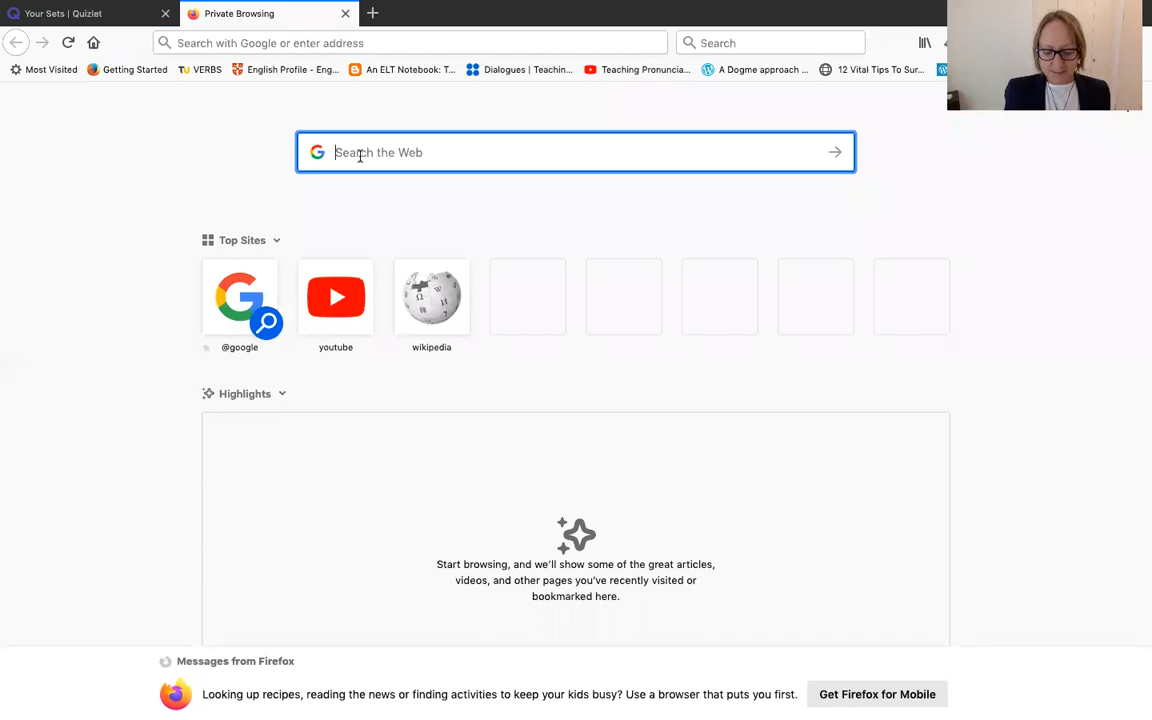 Your Sets | Quizlet
Private Browsing
Search with Google or enter address
Search
Most Visited
Getting Started
TU VERBS
English Profile - Eng...
An ELT Notebook: T...
Dialogues | Teachin...
Teaching Pronuncia...
A Dogme approach ...
12 Vital Tips To Sur...
Search the Web
Top Sites
@google
youtube
wikipedia
Highlights
Start browsing, and we'll show some of the great articles,
videos, and other pages you've recently visited or
bookmarked here.
Messages from Firefox
Looking up recipes, reading the news or finding activities to keep your kids busy? Use a browser that puts you first.
Get Firefox for Mobile